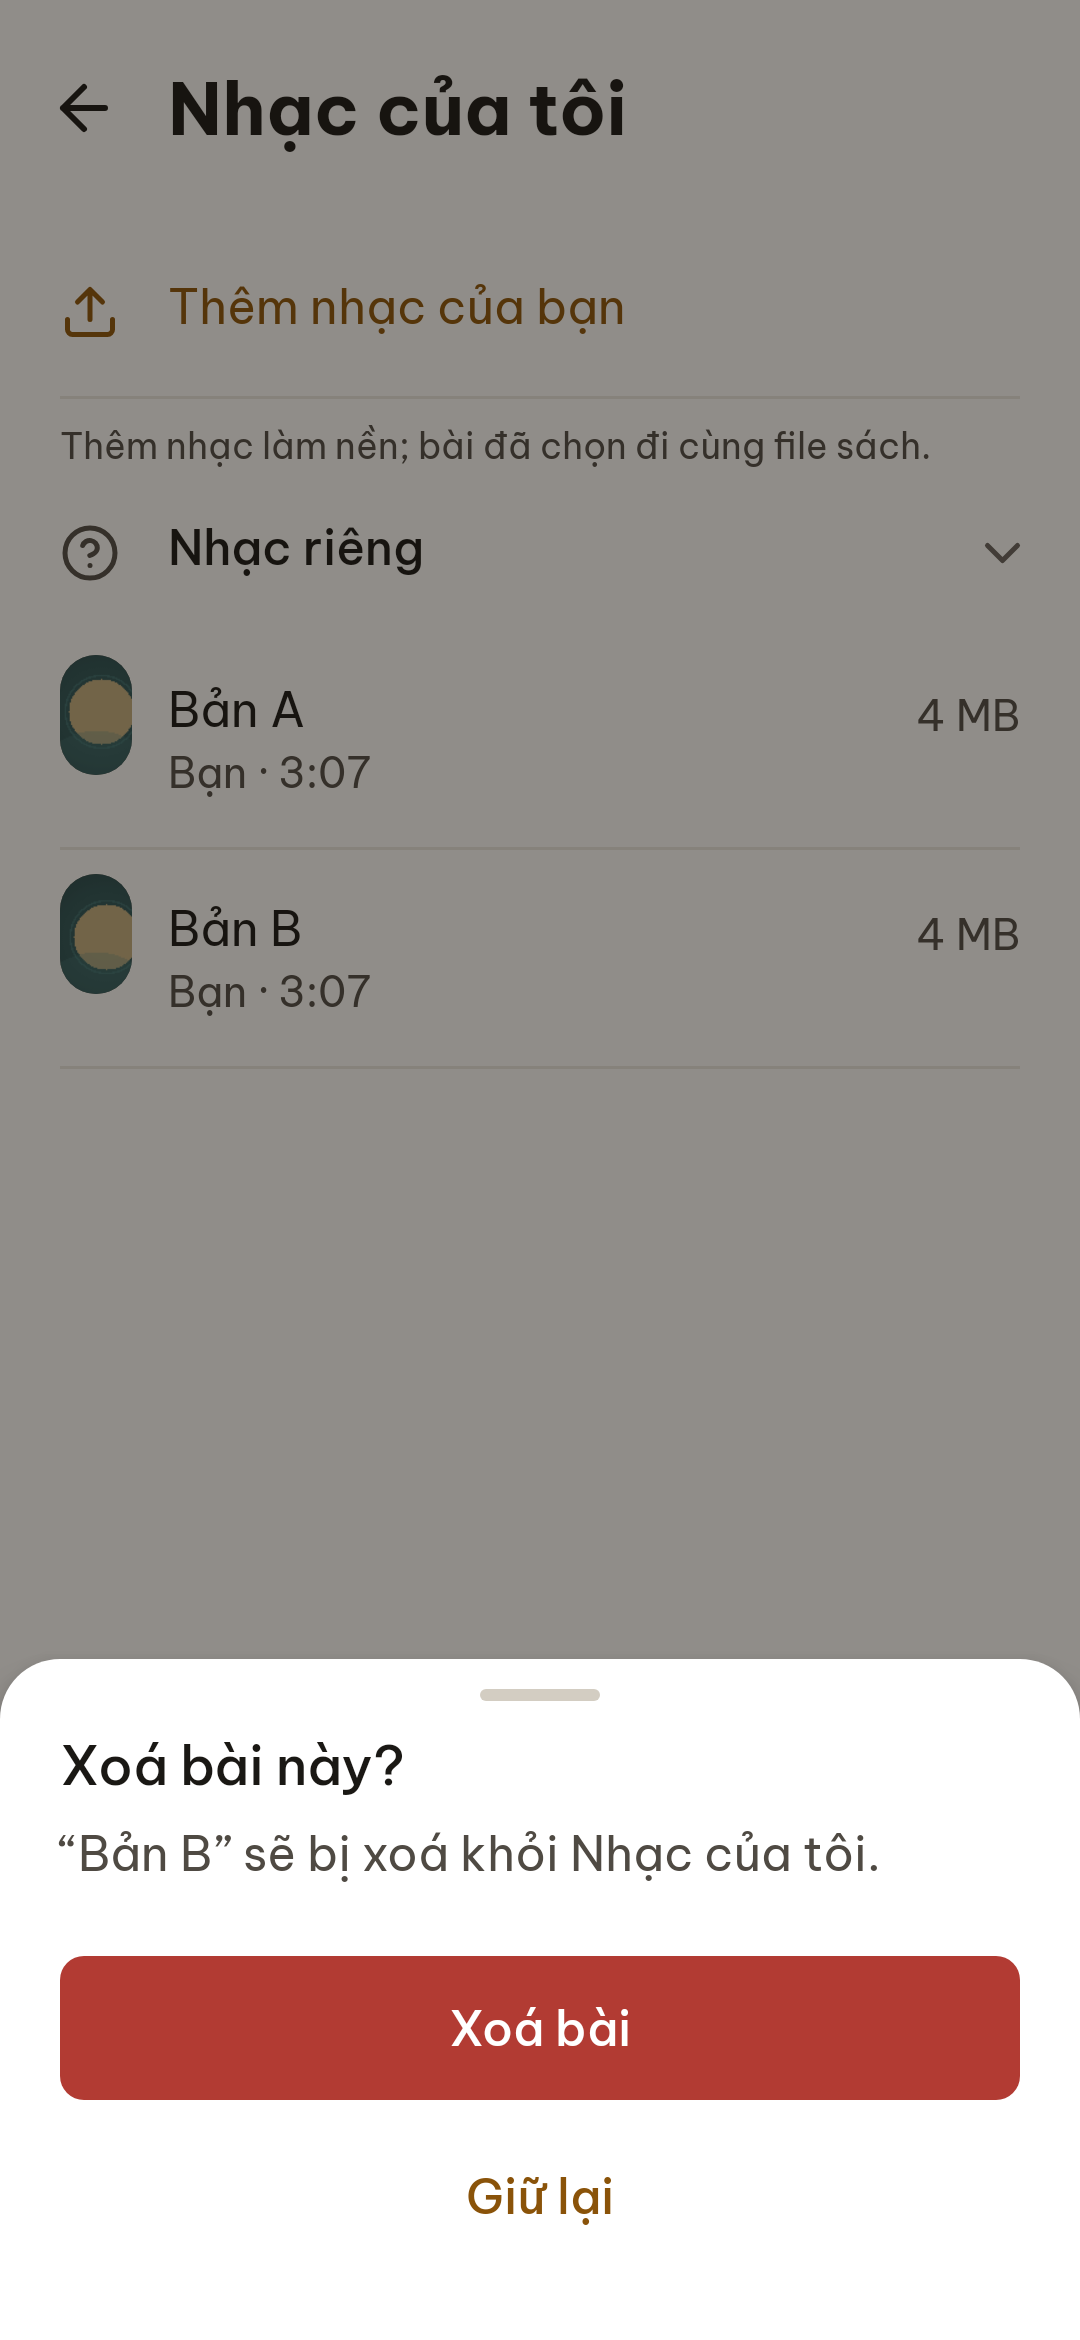 Nhạc của tôi
Thêm nhạc của bạn
Thêm nhạc làm nền; bài đã chọn đi cùng file sách.
Nhạc riêng
Bản A
4 MB
Bạn · 3:07
Bản B
4 MB
Bạn · 3:07
Xoá bài này?
“Bản B” sẽ bị xoá khỏi Nhạc của tôi.
Xoá bài
Giữ lại